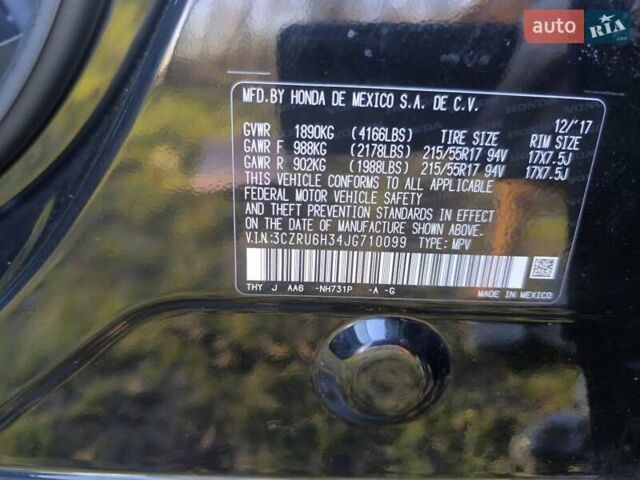 auto RIA .com
MFD. BY HONDA DE MEXICO S.A. DE C.V.
12/'17
GVWR 1890KG (4166LBS) TIRE SIZE RIM SIZE
GAWR F 988KG (2178LBS) 215/55R17 94V 17X7.5J
GAWR R 902KG (1988LBS) 215/55R17 94V 17X7.5J
THIS VEHICLE CONFORMS TO ALL APPLICABLE
FEDERAL MOTOR VEHICLE SAFETY
AND THEFT PREVENTION STANDARDS IN EFFECT
ON THE DATE OF MANUFACTURE SHOWN ABOVE.
V.I.N:3CZRU6H34JG710099 TYPE: MPV
THY J AA6 -NH731P -A -G
MADE IN MEXICO